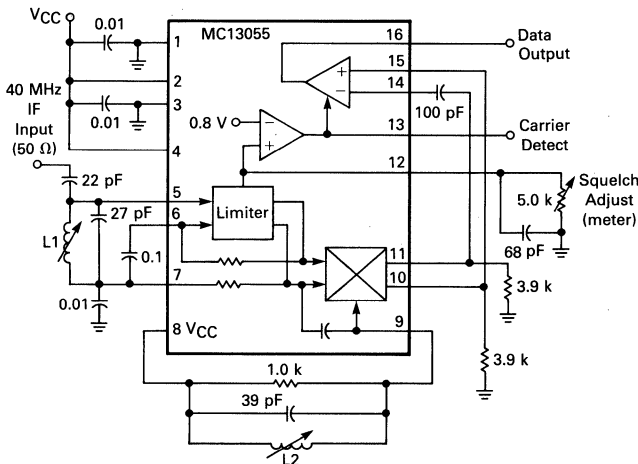 VCC
0.01
MC13055
16
Data
Output
1
15
2
14
40 MHz
IF
Input
(50 Ω)
3
0.01
100 pF
0.8 V
13
Carrier
Detect
4
12
22 pF
5
Limiter
5.0 k
Squelch
Adjust
(meter)
27 pF
6
68 pF
L1
0.1
11
7
10
3.9 k
0.01
8 VCC
9
3.9 k
1.0 k
39 pF
L2
+
−
−
+